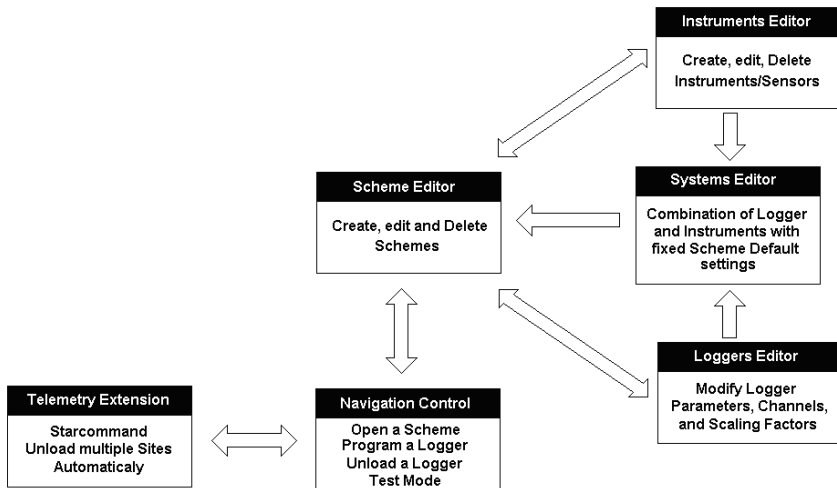 Instruments Editor
Create, edit, Delete
Instruments/Sensors
Scheme Editor
Create, edit and Delete
Schemes
Systems Editor
Combination of Logger
and Instruments with
fixed Scheme Default
settings
Loggers Editor
Modify Logger
Parameters, Channels,
and Scaling Factors
Telemetry Extension
Starcommand
Unload multiple Sites
Automaticaly
Navigation Control
Open a Scheme
Program a Logger
Unload a Logger
Test Mode